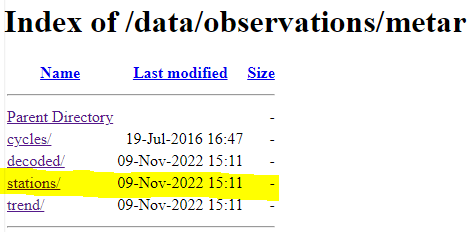 Index of /data/observations/metar
Name Last modified Size
Parent Directory -
cycles/ 19-Jul-2016 16:47 -
decoded/ 09-Nov-2022 15:11 -
stations/ 09-Nov-2022 15:11 -
trend/ 09-Nov-2022 15:11 -